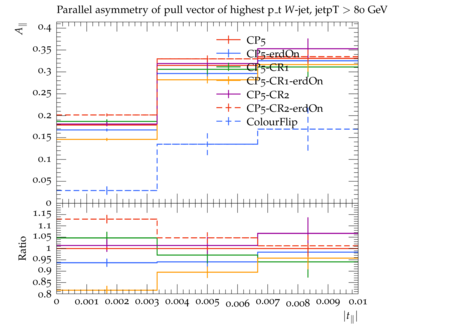 Parallel asymmetry of pull vector of highest p_t W-jet, jetpT > 80 GeV
A∥
0.4
0.35
0.3
0.25
0.2
0.15
0.1
0.05
0
CP5
CP5-erdOn
CP5-CR1
CP5-CR1-erdOn
CP5-CR2
CP5-CR2-erdOn
ColourFlip
Ratio
1.15
1.1
1.05
1
0.95
0.9
0.85
0.8
0 0.001 0.002 0.003 0.004 0.005 0.006 0.007 0.008 0.009 0.01
|t∥|